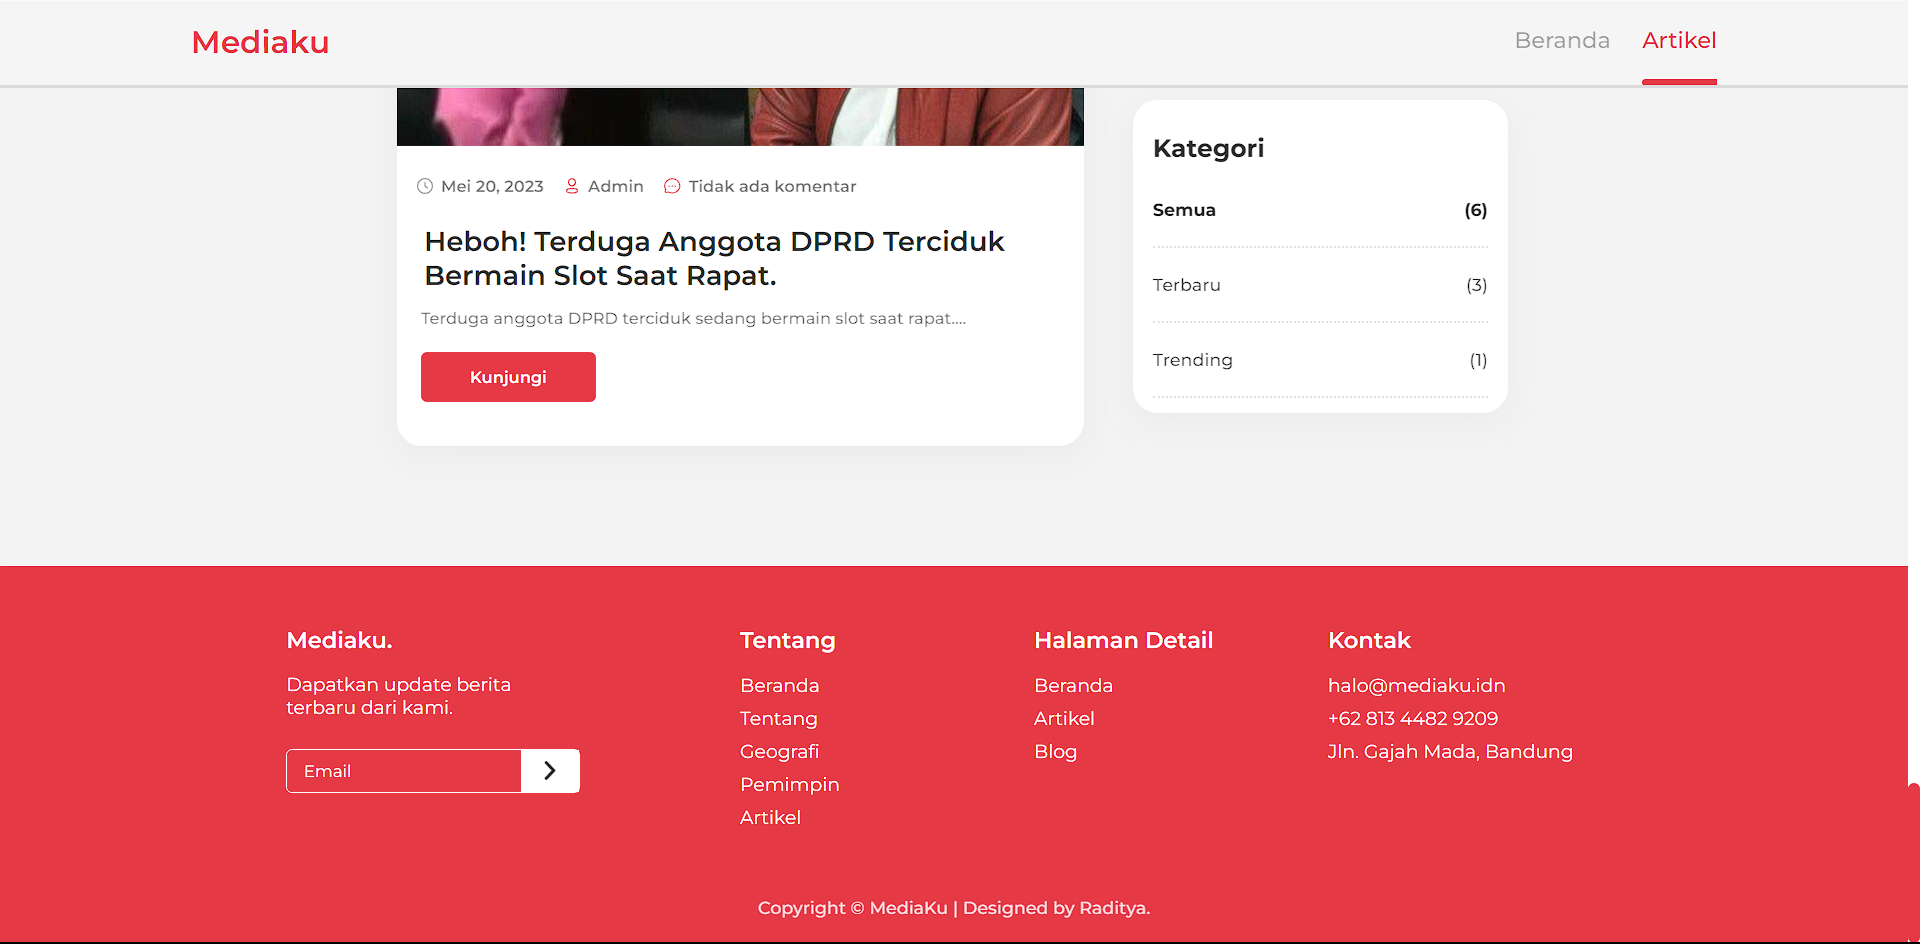 Mediaku
Beranda
Artikel
Mei 20, 2023
Admin
Tidak ada komentar
Heboh! Terduga Anggota DPRD Terciduk
Bermain Slot Saat Rapat.
Terduga anggota DPRD terciduk sedang bermain slot saat rapat....
Kunjungi
Kategori
Semua (6)
Terbaru (3)
Trending (1)
Mediaku.
Dapatkan update berita
terbaru dari kami.
Email
Tentang
Beranda
Tentang
Geografi
Pemimpin
Artikel
Halaman Detail
Beranda
Artikel
Blog
Kontak
halo@mediaku.idn
+62 813 4482 9209
Jln. Gajah Mada, Bandung
Copyright © MediaKu | Designed by Raditya.